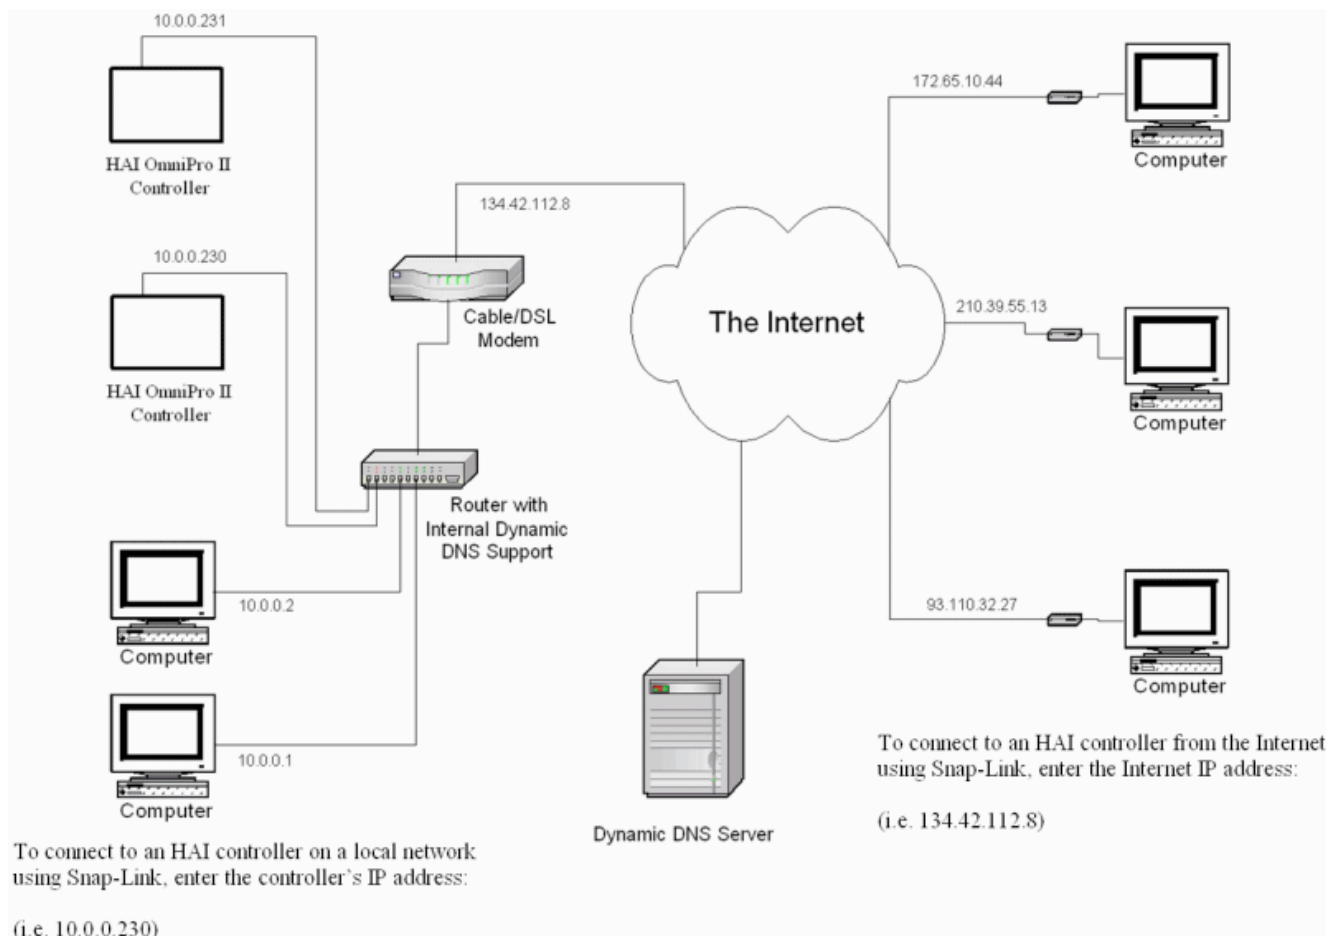 10.0.0.231
HAI OmniPro II
Controller
10.0.0.230
HAI OmniPro II
Controller
134.42.112.8
Cable/DSL
Modem
Router with
Internal Dynamic
DNS Support
10.0.0.2
Computer
10.0.0.1
Computer
To connect to an HAI controller on a local network
using Snap-Link, enter the controller's IP address:
(i.e. 10.0.0.230)
The Internet
Dynamic DNS Server
172.65.10.44
Computer
210.39.55.13
Computer
93.110.32.27
Computer
To connect to an HAI controller from the Internet
using Snap-Link, enter the Internet IP address:
(i.e. 134.42.112.8)